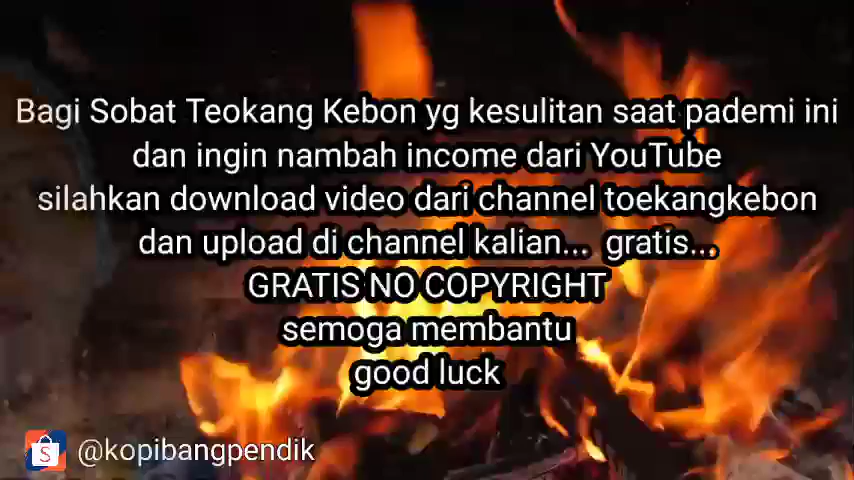 Bagi Sobat Teokang Kebon yg kesulitan saat pademi ini
dan ingin nambah income dari YouTube
silahkan download video dari channel toekangkebon
dan upload di channel kalian... gratis...
GRATIS NO COPYRIGHT
semoga membantu
good luck
S @kopibangpendik